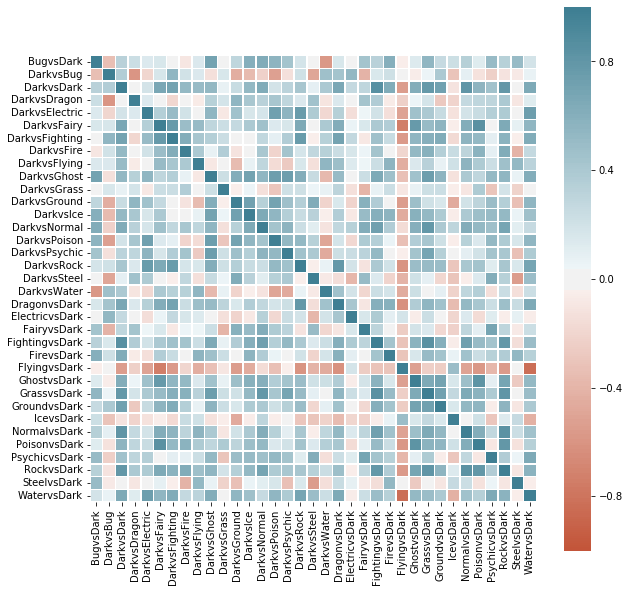 BugvsDark
DarkvsBug
DarkvsDark
DarkvsDragon
DarkvsElectric
DarkvsFairy
DarkvsFighting
DarkvsFire
DarkvsFlying
DarkvsGhost
DarkvsGrass
DarkvsGround
DarkvsIce
DarkvsNormal
DarkvsPoison
DarkvsPsychic
DarkvsRock
DarkvsSteel
DarkvsWater
DragonvsDark
ElectricvsDark
FairyvsDark
FightingvsDark
FirevsDark
FlyingvsDark
GhostvsDark
GrassvsDark
GroundvsDark
IcevsDark
NormalvsDark
PoisonvsDark
PsychicvsDark
RockvsDark
SteelvsDark
WatervsDark
BugvsDark
DarkvsBug
DarkvsDark
DarkvsDragon
DarkvsElectric
DarkvsFairy
DarkvsFighting
DarkvsFire
DarkvsFlying
DarkvsGhost
DarkvsGrass
DarkvsGround
DarkvsIce
DarkvsNormal
DarkvsPoison
DarkvsPsychic
DarkvsRock
DarkvsSteel
DarkvsWater
DragonvsDark
ElectricvsDark
FairyvsDark
FightingvsDark
FirevsDark
FlyingvsDark
GhostvsDark
GrassvsDark
GroundvsDark
IcevsDark
NormalvsDark
PoisonvsDark
PsychicvsDark
RockvsDark
SteelvsDark
WatervsDark
0.8
0.4
0.0
−0.4
−0.8